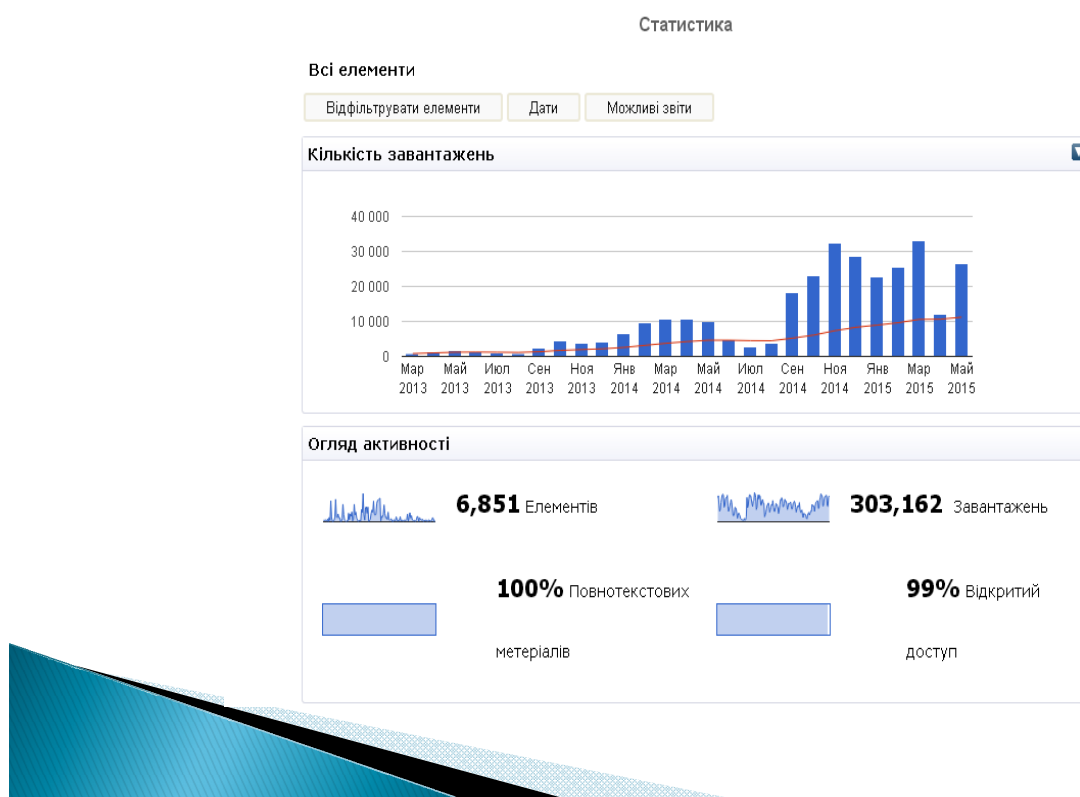 Статистика
Всі елементи
Відфільтрувати елементи Дати Можливі звіти
Кількість завантажень
40 000
30 000
20 000
10 000
0
Мар Май Июл Сен Ноя Янв Мар Май Июл Сен Ноя Янв Мар Май
2013 2013 2013 2013 2013 2014 2014 2014 2014 2014 2014 2015 2015 2015
Огляд активності
6,851 Елементів 303,162 Завантажень
100% Повнотекстових 99% Відкритий
метеріалів доступ